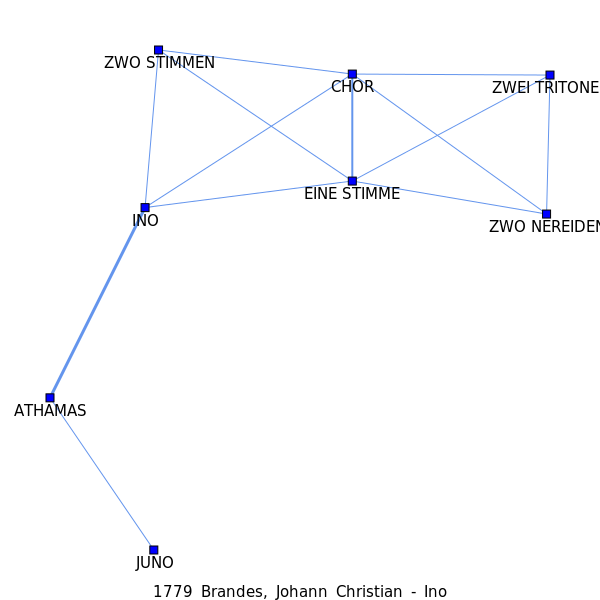 ZWO STIMMEN
CHOR
ZWEI TRITONE
EINE STIMME
INO
ZWO NEREIDEN
ATHAMAS
JUNO
1779 Brandes, Johann Christian - Ino